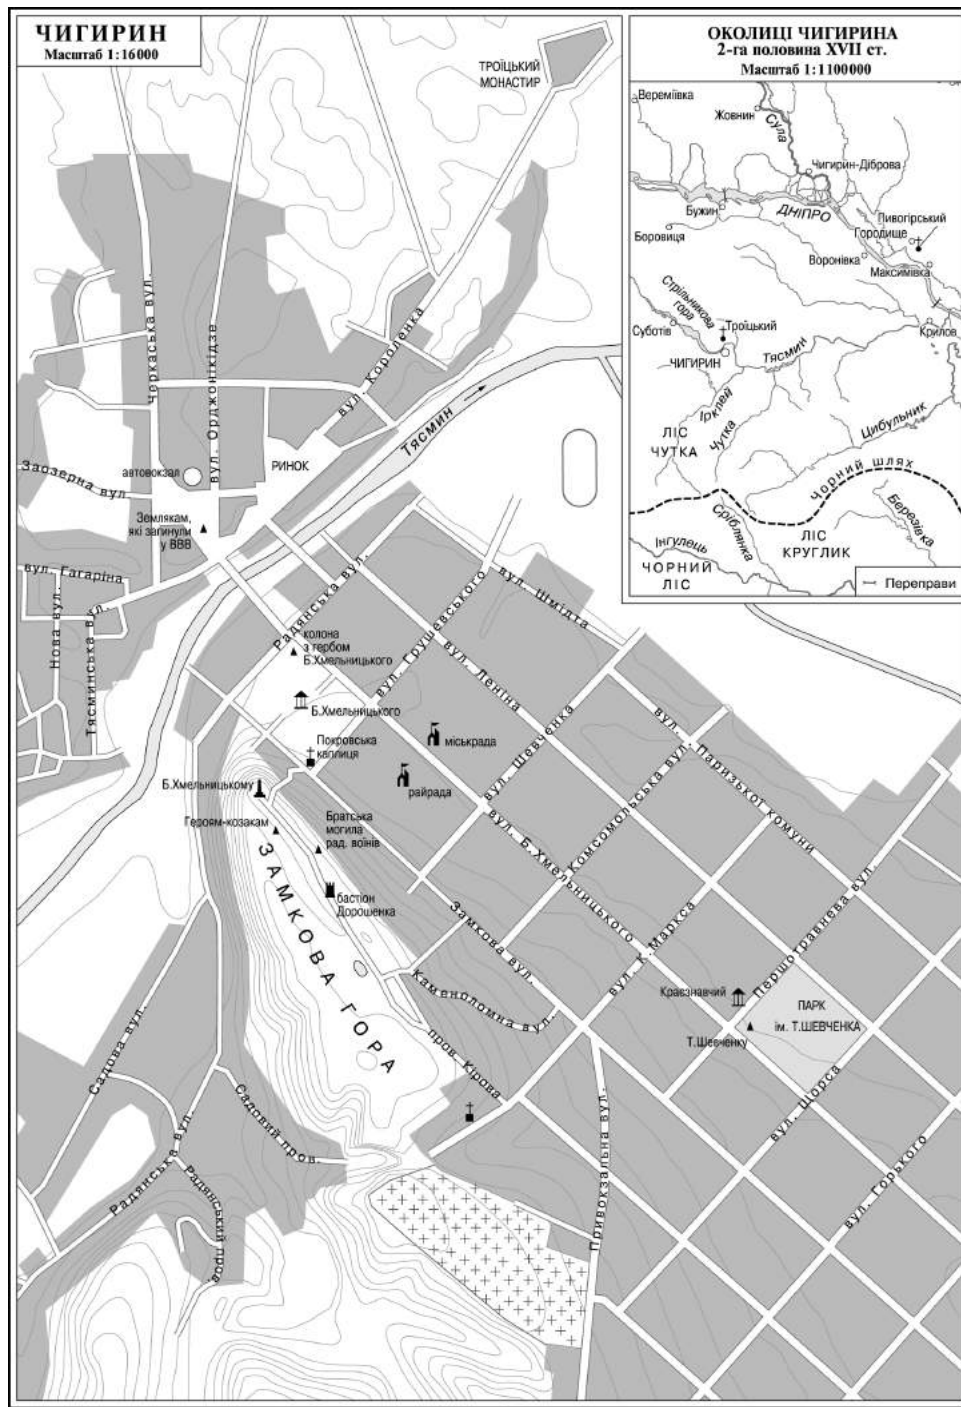 ЧИГИРИН
Масштаб 1:16000
ТРОЇЦЬКИЙ
МОНАСТИР
Черкаська вул.
вул. Орджонікідзе
вул. Короленка
Тясмин
Заозерна вул.
автовокзал
РИНОК
Землякам,
які загинули
у ВВВ
вул. Гагаріна
Нова вул.
Тясминська вул.
Радянська вул.
колона
з гербом
Б.Хмельницького
вул. Грушевського
вул. Шмідта
вул. Леніна
Б.Хмельницького
Покровська
каплиця
міськрада
райрада
вул. Шевченка
вул. Паризької комуни
Комсомольська вул.
Б.Хмельницькому
Героям-козакам
Братська
могила
рад. воїнів
бастіон
Дорошенка
ЗАМКОВА ГОРА
вул. Б.Хмельницького
Замкова вул.
вул. К.Маркса
Першотравнева вул.
Каменоломна вул.
Краєзнавчий
ПАРК
ім. Т.ШЕВЧЕНКА
Т.Шевченку
пров. Кірова
Садова вул.
Садовий пров.
Радянська вул.
Радянський пров.
Привокзальна вул.
вул. Щорса
вул. Горького
ОКОЛИЦІ ЧИГИРИНА
2-га половина XVII ст.
Масштаб 1:1100000
Вереміївка
Жовнин
Сула
Чигирин-Діброва
Бужин
ДНІПРО
Пивогірський
Городище
Боровиця
Воронівка
Максимівка
Стрільникова
гора
Суботів
Троїцький
Крилов
ЧИГИРИН
Тясмин
Ірклей
Чутка
Цибульник
ЛІС
ЧУТКА
ЧОРНИЙ ШЛЯХ
Сріблянка
Березівка
Інгулець
ЛІС
КРУГЛИК
ЧОРНИЙ
ЛІС
Переправи